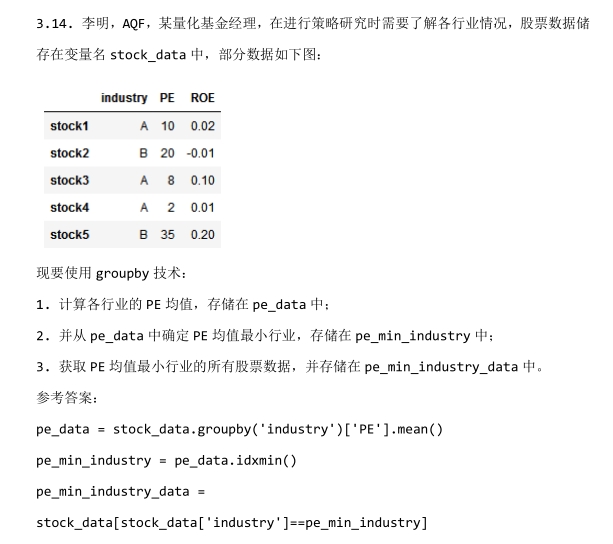 3.14. 李明，AQF，某量化基金经理，在进行策略研究时需要了解各行业情况，股票数据储
存在变量名 stock_data 中，部分数据如下图：
industry PE ROE
stock1 A 10 0.02
stock2 B 20 -0.01
stock3 A 8 0.10
stock4 A 2 0.01
stock5 B 35 0.20
现要使用 groupby 技术：
1. 计算各行业的 PE 均值，存储在 pe_data 中；
2. 并从 pe_data 中确定 PE 均值最小行业，存储在 pe_min_industry 中；
3. 获取 PE 均值最小行业的所有股票数据，并存储在 pe_min_industry_data 中。
参考答案：
pe_data = stock_data.groupby('industry')['PE'].mean()
pe_min_industry = pe_data.idxmin()
pe_min_industry_data =
stock_data[stock_data['industry']==pe_min_industry]